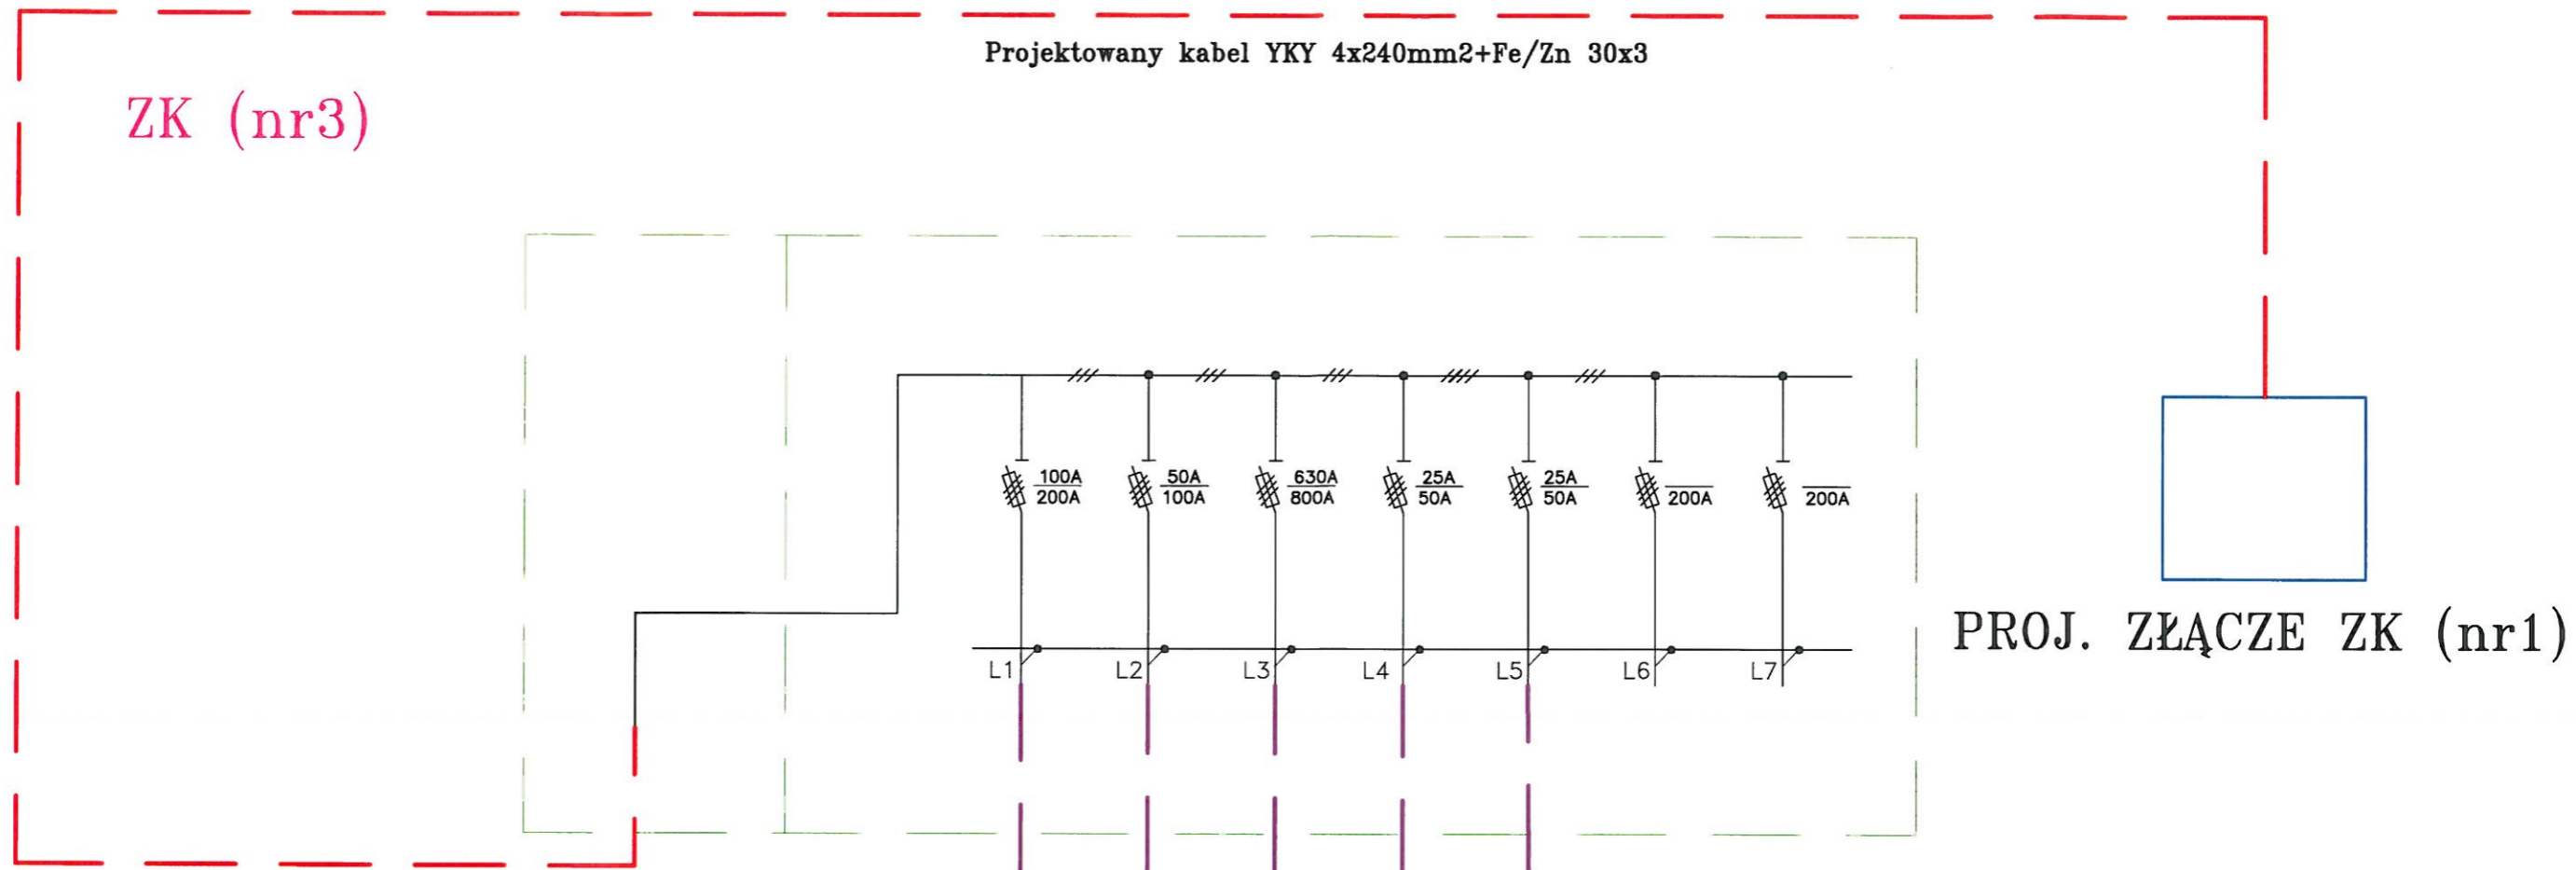 Projektowany kabel YKY 4x240mm2+Fe/Zn 30x3
ZK (nr3)
100A
200A
50A
100A
630A
800A
25A
50A
25A
50A
200A
200A
PROJ. ZŁĄCZE ZK (nr1)
L1 L2 L3 L4 L5 L6 L7